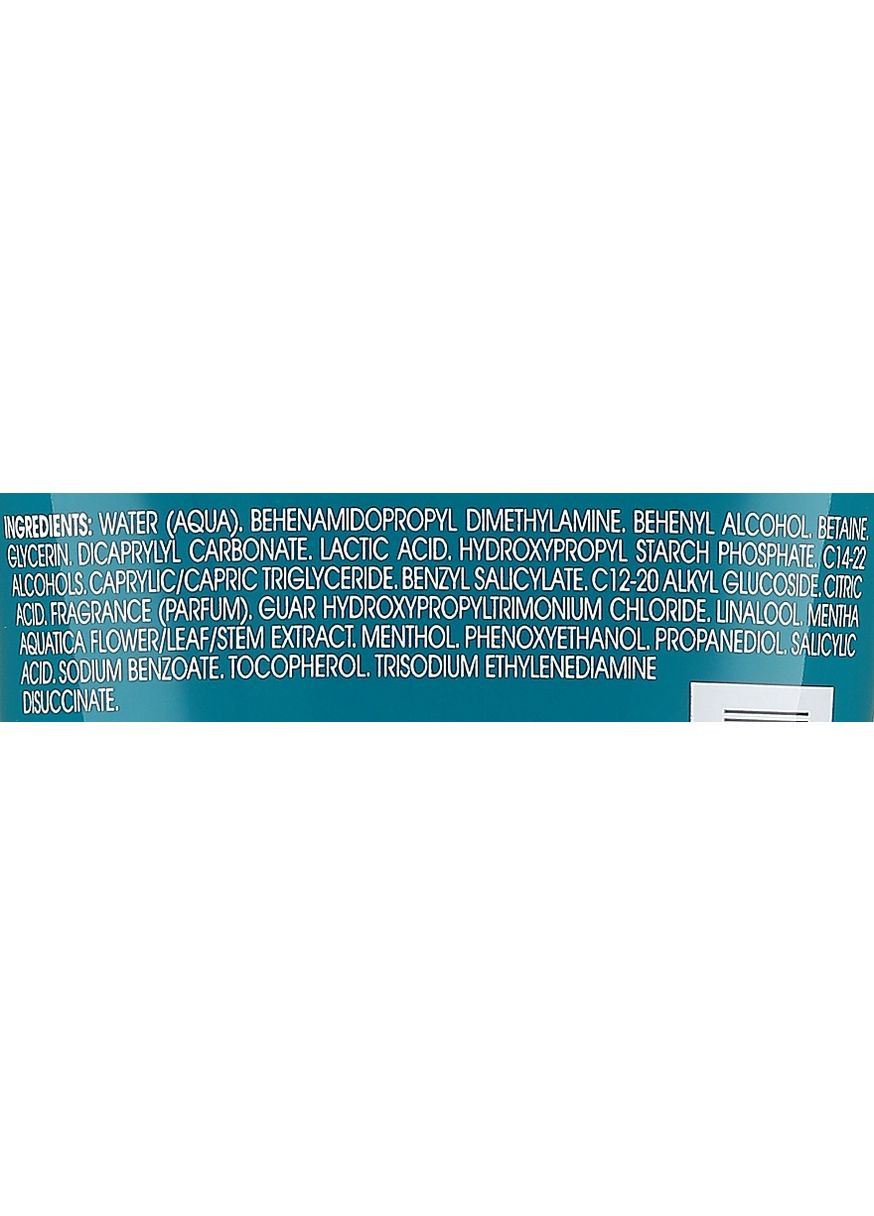 INGREDIENTS: WATER (AQUA), BEHENAMIDOPROPYL DIMETHYLAMINE, BEHENYL ALCOHOL, BETAINE,
GLYCERIN, DICAPRYLYL CARBONATE, LACTIC ACID, HYDROXYPROPYL STARCH PHOSPHATE, C14-22
ALCOHOLS, CAPRYLIC/CAPRIC TRIGLYCERIDE, BENZYL SALICYLATE, C12-20 ALKYL GLUCOSIDE, CITRIC
ACID, FRAGRANCE (PARFUM), GUAR HYDROXYPROPYLTRIMONIUM CHLORIDE, LINALOOL, MENTHA
AQUATICA FLOWER/LEAF/STEM EXTRACT, MENTHOL, PHENOXYETHANOL, PROPANEDIOL, SALICYLIC
ACID, SODIUM BENZOATE, TOCOPHEROL, TRISODIUM ETHYLENEDIAMINE
DISUCCINATE.